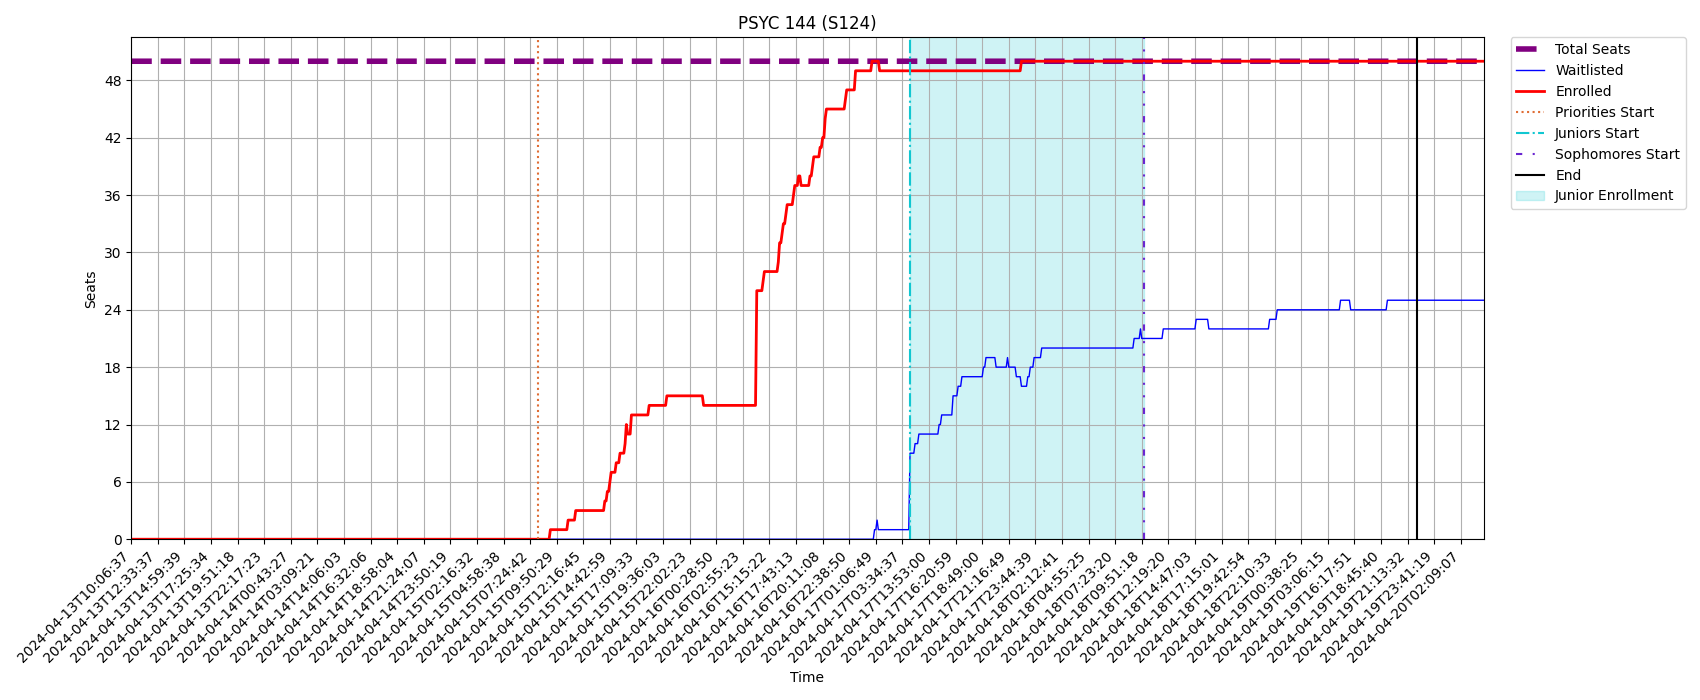 PSYC 144 (S124)
Total Seats
Waitlisted
Enrolled
Priorities Start
Juniors Start
Sophomores Start
End
Junior Enrollment
Seats
48
42
36
30
24
18
12
6
0
2024-04-13T10:06:37
2024-04-13T12:33:37
2024-04-13T14:59:39
2024-04-13T17:25:34
2024-04-13T19:51:18
2024-04-13T22:17:23
2024-04-14T00:43:27
2024-04-14T03:09:21
2024-04-14T14:06:03
2024-04-14T16:32:06
2024-04-14T18:58:04
2024-04-14T21:24:07
2024-04-14T23:50:19
2024-04-15T02:16:32
2024-04-15T04:58:38
2024-04-15T07:24:42
2024-04-15T09:50:29
2024-04-15T12:16:45
2024-04-15T14:42:59
2024-04-15T17:09:33
2024-04-15T19:36:03
2024-04-15T22:02:23
2024-04-16T00:28:50
2024-04-16T02:55:23
2024-04-16T15:15:22
2024-04-16T17:43:13
2024-04-16T20:11:08
2024-04-16T22:38:50
2024-04-17T01:06:49
2024-04-17T03:34:37
2024-04-17T13:53:00
2024-04-17T16:20:59
2024-04-17T18:49:00
2024-04-17T21:16:49
2024-04-17T23:44:39
2024-04-18T02:12:41
2024-04-18T04:55:25
2024-04-18T07:23:20
2024-04-18T09:51:18
2024-04-18T12:19:20
2024-04-18T14:47:03
2024-04-18T17:15:01
2024-04-18T19:42:54
2024-04-18T22:10:33
2024-04-19T00:38:25
2024-04-19T03:06:15
2024-04-19T16:17:51
2024-04-19T18:45:40
2024-04-19T21:13:32
2024-04-19T23:41:19
2024-04-20T02:09:07
Time